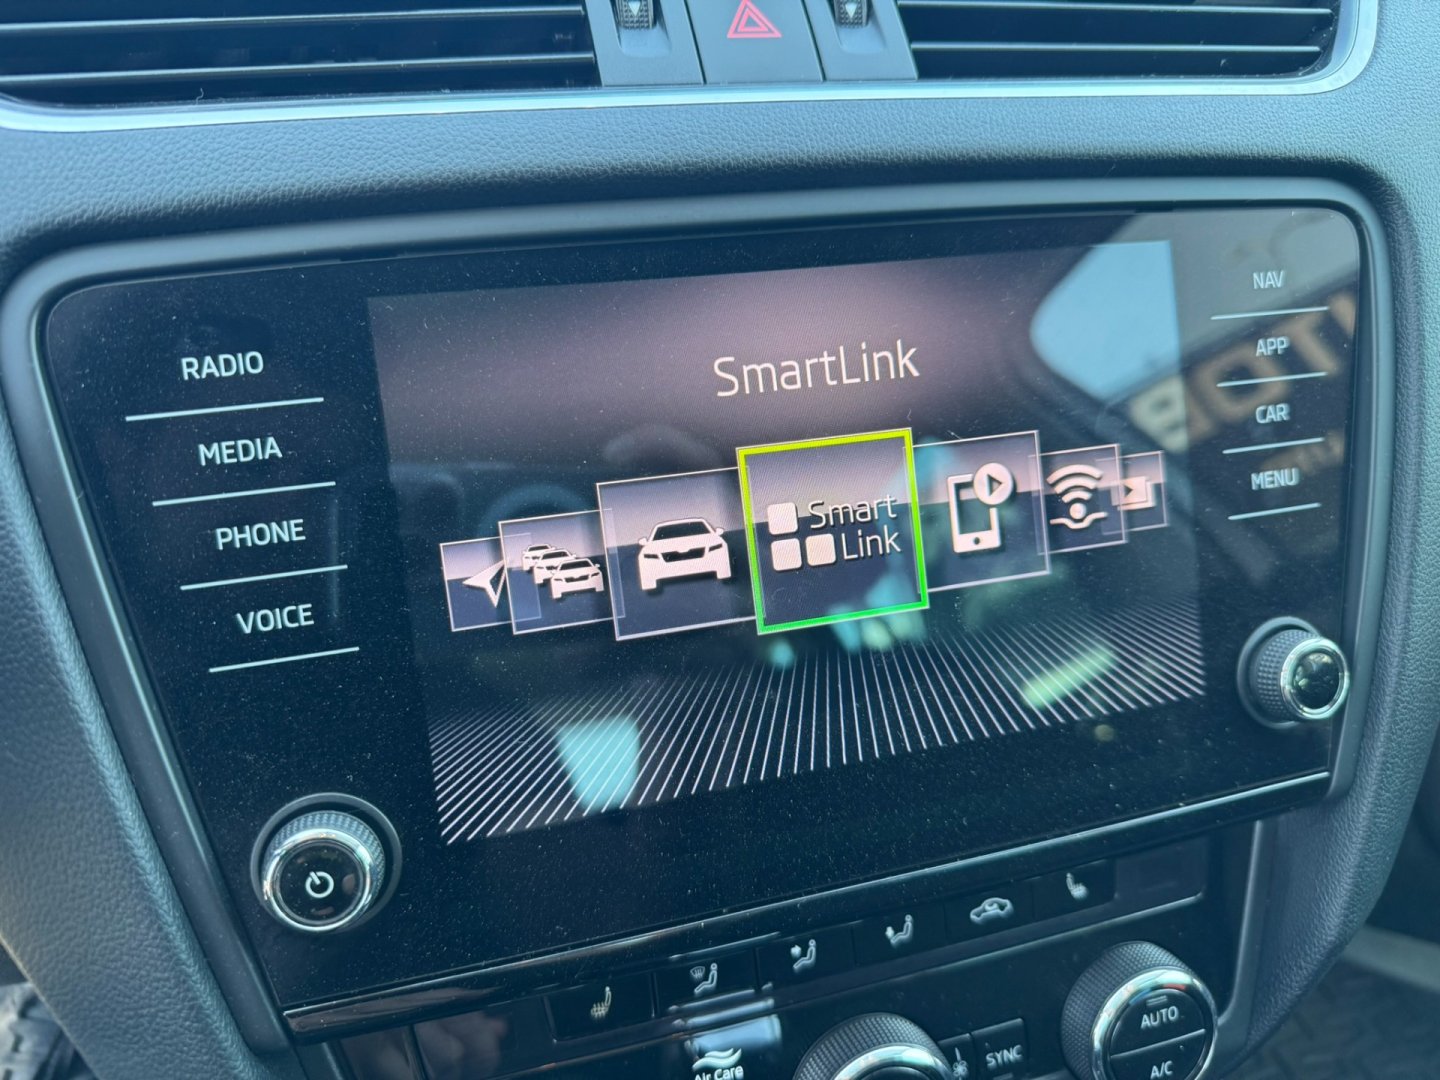 RADIO
MEDIA
PHONE
VOICE
SmartLink
Smart
Link
NAV
APP
CAR
MENU
AUTO
A/C
SYNC
Air Care